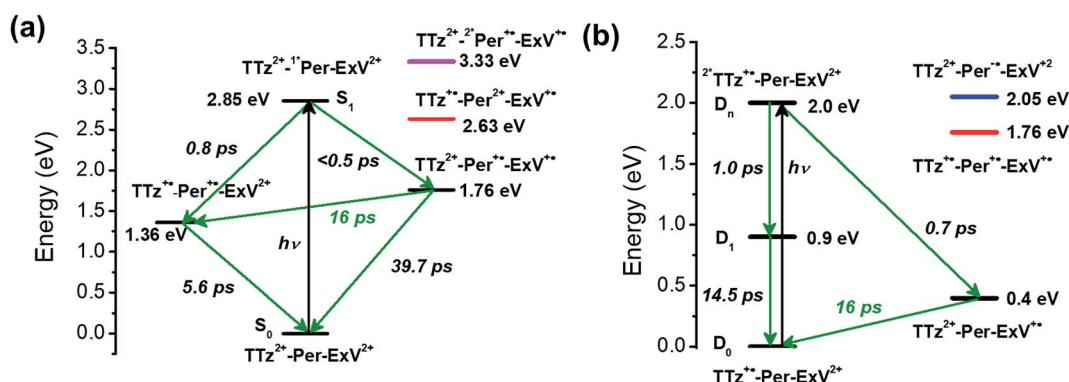 (a)
Energy (eV)
3.5
3.0
2.5
2.0
1.5
1.0
0.5
0.0
TTz²⁺-²*Per⁺•-ExV⁺•
3.33 eV
TTz²⁺-¹*Per-ExV²⁺
2.85 eV
S₁
TTz⁺•-Per²⁺-ExV⁺•
2.63 eV
0.8 ps
<0.5 ps
TTz²⁺-Per⁺•-ExV⁺•
1.76 eV
TTz⁺•-Per⁺•-ExV²⁺
1.36 eV
16 ps
hν
5.6 ps
39.7 ps
S₀
TTz²⁺-Per-ExV²⁺
(b)
Energy (eV)
2.5
2.0
1.5
1.0
0.5
0.0
²*TTz⁺•-Per-ExV²⁺
Dₙ
2.0 eV
TTz²⁺-Per⁻•-ExV⁺²
2.05 eV
1.76 eV
TTz⁺•-Per⁺•-ExV⁺•
1.0 ps
hν
D₁
0.9 eV
0.7 ps
14.5 ps
16 ps
0.4 eV
TTz²⁺-Per-ExV⁺•
D₀
TTz⁺•-Per-ExV²⁺